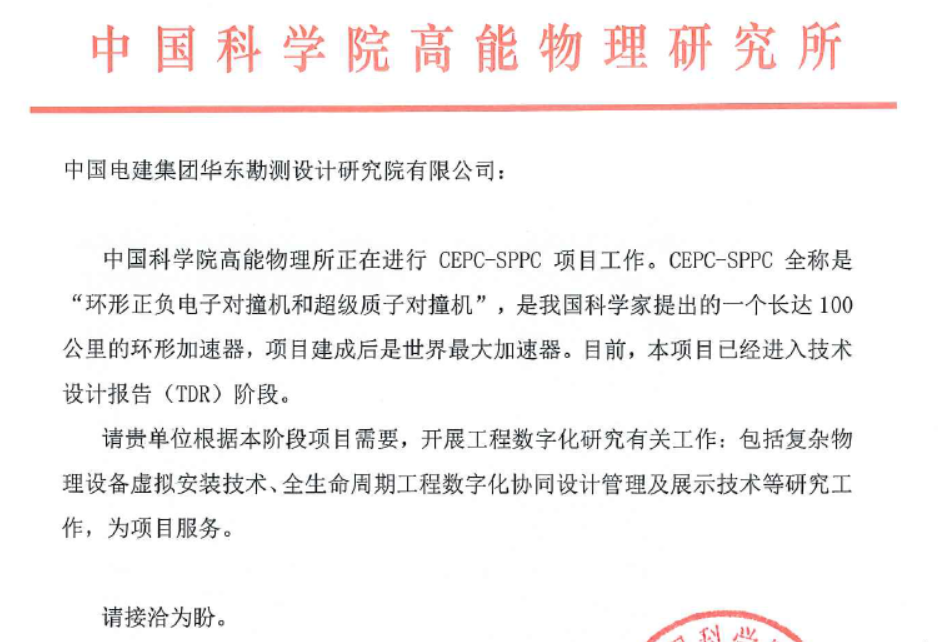 中国科学院高能物理研究所
中国电建集团华东勘测设计研究院有限公司：
中国科学院高能物理所正在进行 CEPC-SPPC 项目工作。CEPC-SPPC 全称是
“环形正负电子对撞机和超级质子对撞机”，是我国科学家提出的一个长达 100
公里的环形加速器，项目建成后是世界最大加速器。目前，本项目已经进入技术
设计报告（TDR）阶段。
请贵单位根据本阶段项目需要，开展工程数字化研究有关工作：包括复杂物
理设备虚拟安装技术、全生命周期工程数字化协同设计管理及展示技术等研究工
作，为项目服务。
请接洽为盼。
科学